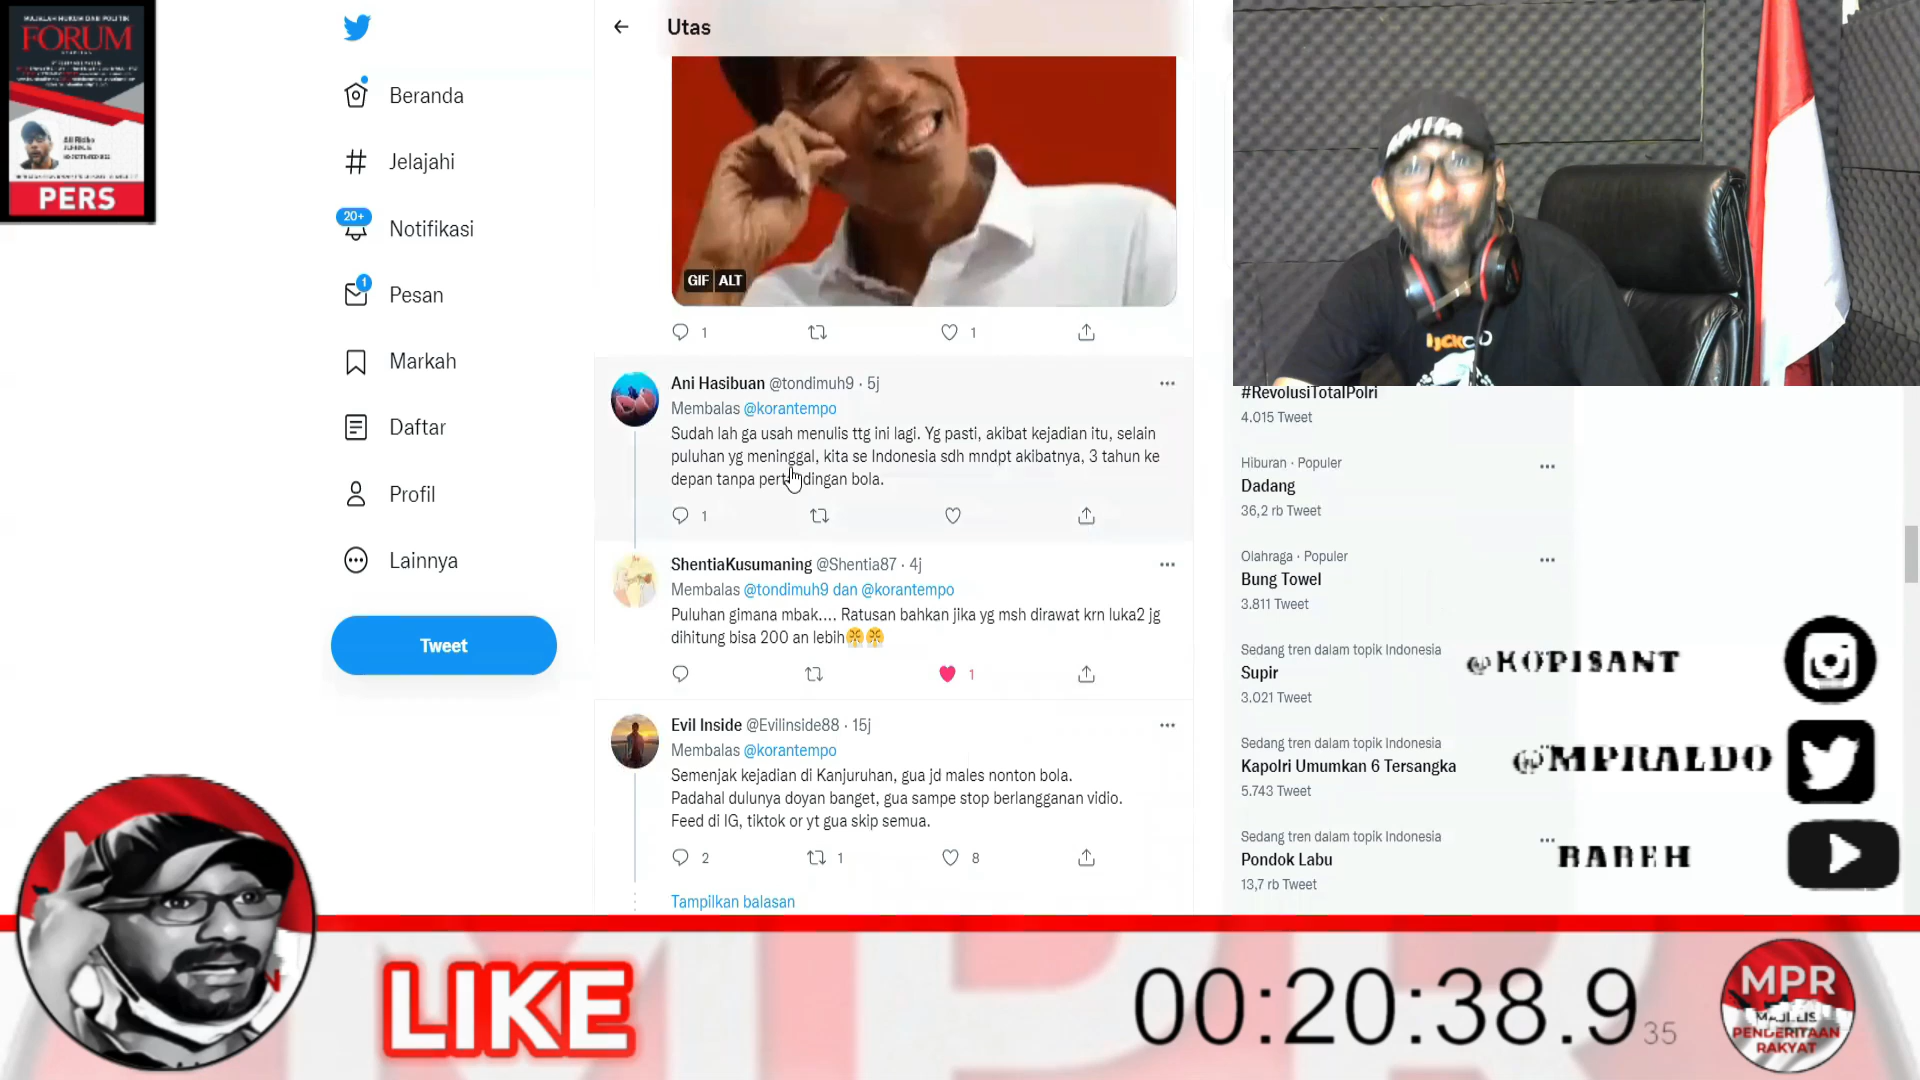 MAJALAH HUKUM DAN POLITIK
FORUM
PERS
Beranda
Jelajahi
20+
Notifikasi
1
Pesan
Markah
Daftar
Profil
Lainnya
Tweet
Utas
GIF ALT
1 1
Ani Hasibuan @tondimuh9 · 5j
Membalas @korantempo
Sudah lah ga usah menulis ttg ini lagi. Yg pasti, akibat kejadian itu, selain
puluhan yg meninggal, kita se Indonesia sdh mndpt akibatnya, 3 tahun ke
depan tanpa pertandingan bola.
1
ShentiaKusumaning @Shentia87 · 4j
Membalas @tondimuh9 dan @korantempo
Puluhan gimana mbak.... Ratusan bahkan jika yg msh dirawat krn luka2 jg
dihitung bisa 200 an lebih😤😤
1
Evil Inside @Evilinside88 · 15j
Membalas @korantempo
Semenjak kejadian di Kanjuruhan, gua jd males nonton bola.
Padahal dulunya doyan banget, gua sampe stop berlangganan vidio.
Feed di IG, tiktok or yt gua skip semua.
2 1 8
Tampilkan balasan
#RevolusiTotalPolri
4.015 Tweet
Hiburan · Populer
Dadang
36,2 rb Tweet
Olahraga · Populer
Bung Towel
3.811 Tweet
Sedang tren dalam topik Indonesia
Supir
3.021 Tweet
Sedang tren dalam topik Indonesia
Kapolri Umumkan 6 Tersangka
5.743 Tweet
Sedang tren dalam topik Indonesia
Pondok Labu
13,7 rb Tweet
@KOPISANT
@MPRALDO
BABEH
LIKE
00:20:38.9
35
MPR
MAJELIS
PENDERITAAN
RAKYAT